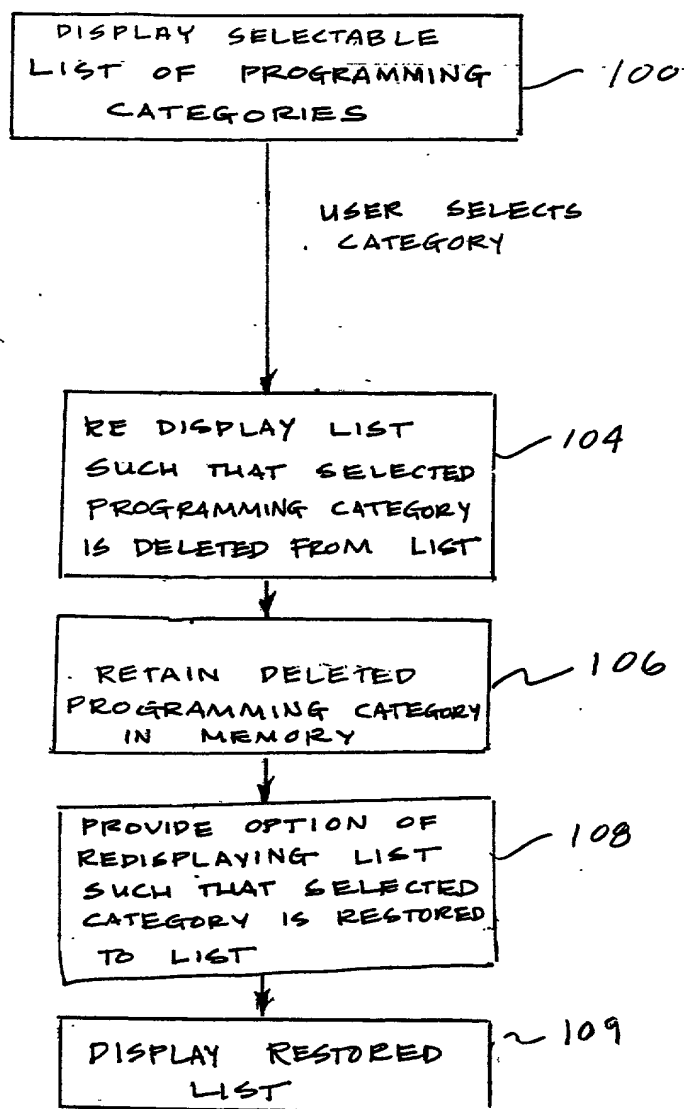 DISPLAY SELECTABLE
LIST OF PROGRAMMING
CATEGORIES
100
USER SELECTS
CATEGORY
RE DISPLAY LIST
SUCH THAT SELECTED
PROGRAMMING CATEGORY
IS DELETED FROM LIST
104
RETAIN DELETED
PROGRAMMING CATEGORY
IN MEMORY
106
PROVIDE OPTION OF
REDISPLAYING LIST
SUCH THAT SELECTED
CATEGORY IS RESTORED
TO LIST
108
DISPLAY RESTORED
LIST
109